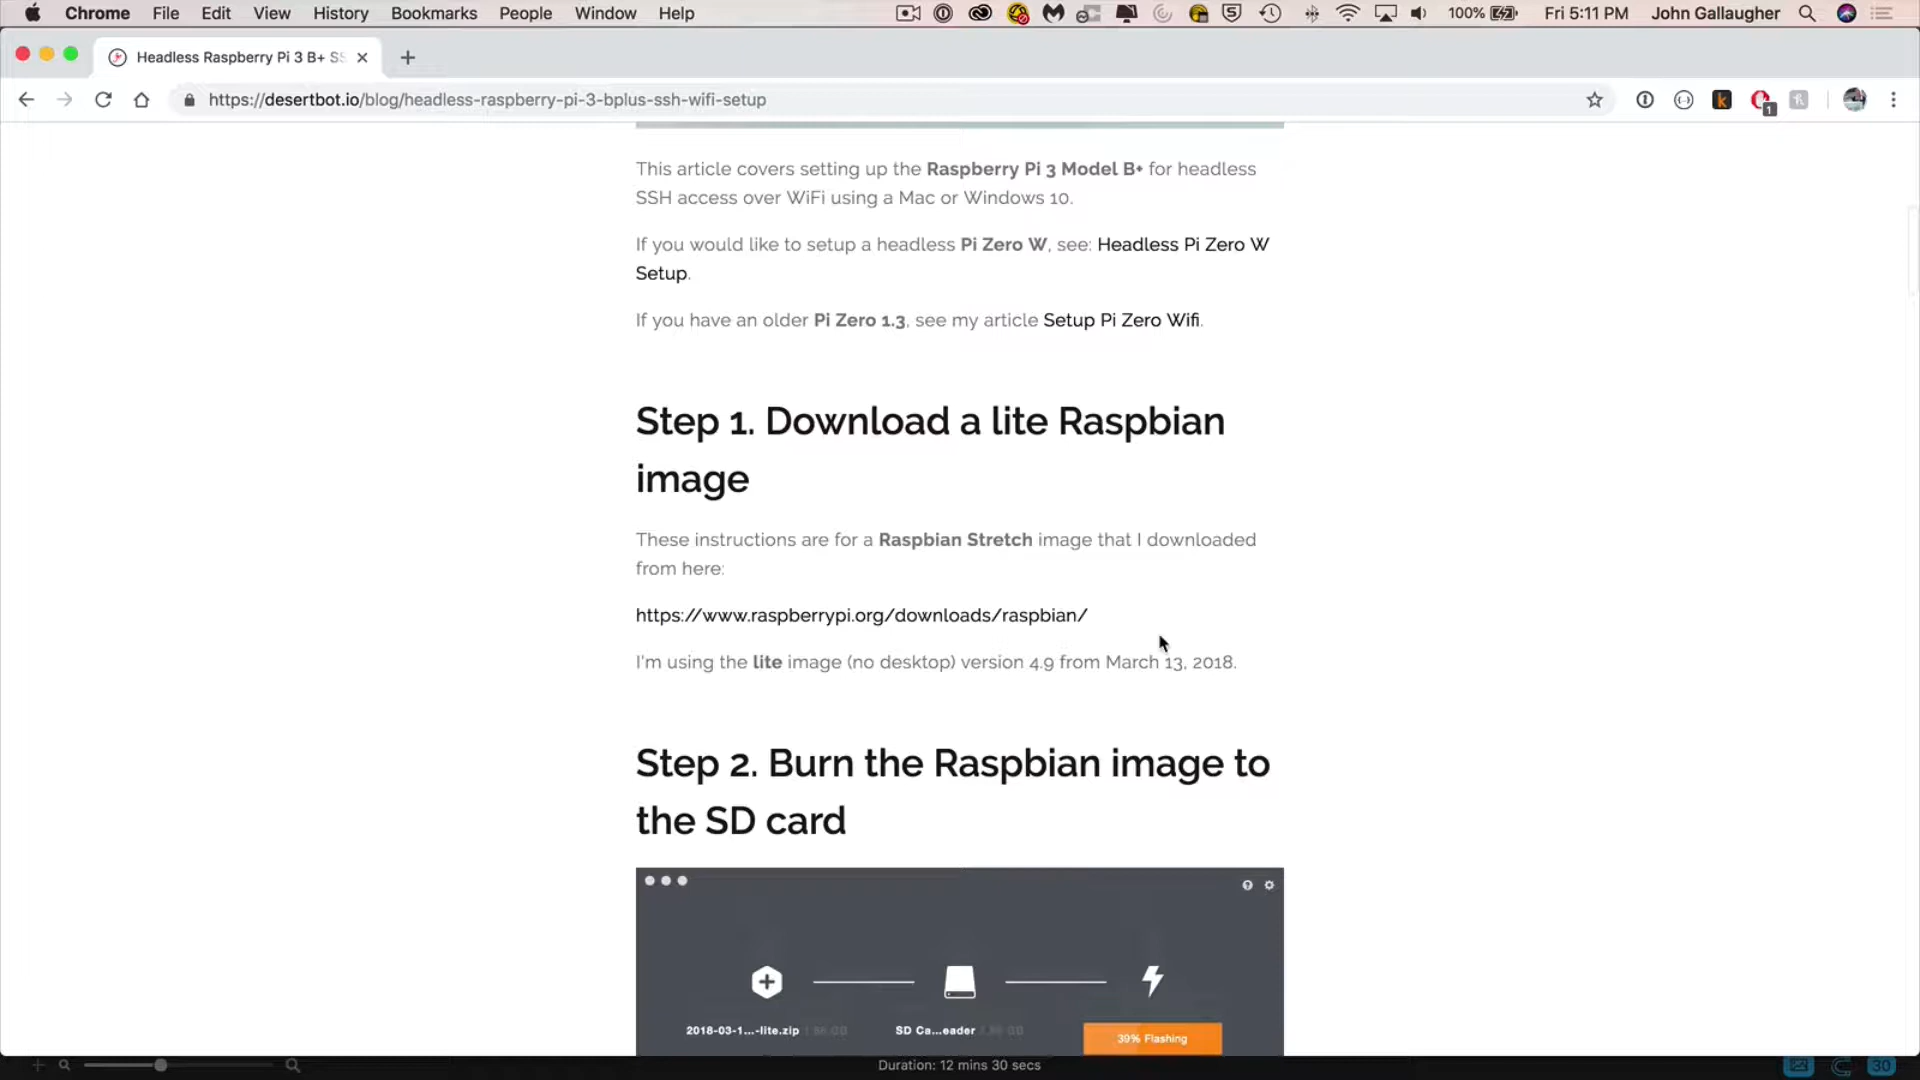 Chrome File Edit View History Bookmarks People Window Help 100% Fri 5:11 PM John Gallaugher
Headless Raspberry Pi 3 B+ SS
https://desertbot.io/blog/headless-raspberry-pi-3-bplus-ssh-wifi-setup
This article covers setting up the Raspberry Pi 3 Model B+ for headless
SSH access over WiFi using a Mac or Windows 10.
If you would like to setup a headless Pi Zero W, see: Headless Pi Zero W
Setup.
If you have an older Pi Zero 1.3, see my article Setup Pi Zero Wifi.
Step 1. Download a lite Raspbian
image
These instructions are for a Raspbian Stretch image that I downloaded
from here:
https://www.raspberrypi.org/downloads/raspbian/
I'm using the lite image (no desktop) version 4.9 from March 13, 2018.
Step 2. Burn the Raspbian image to
the SD card
2018-03-1...-lite.zip SD Ca...eader
39% Flashing
Duration: 12 mins 30 secs
30